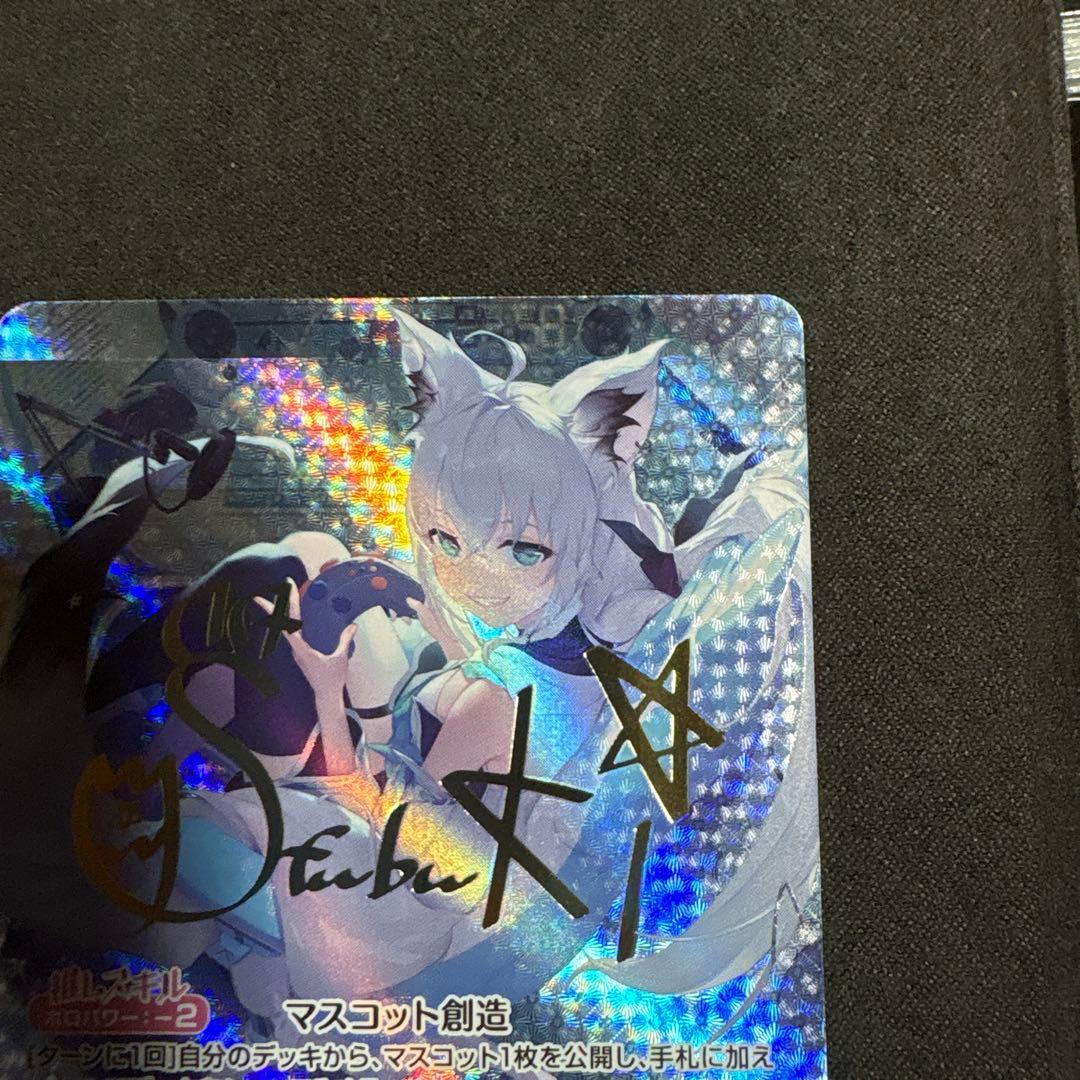 Fubuki
推しスキル
ホロパワー：－2
マスコット創造
[ターンに1回]自分のデッキから、マスコット1枚を公開し、手札に加え